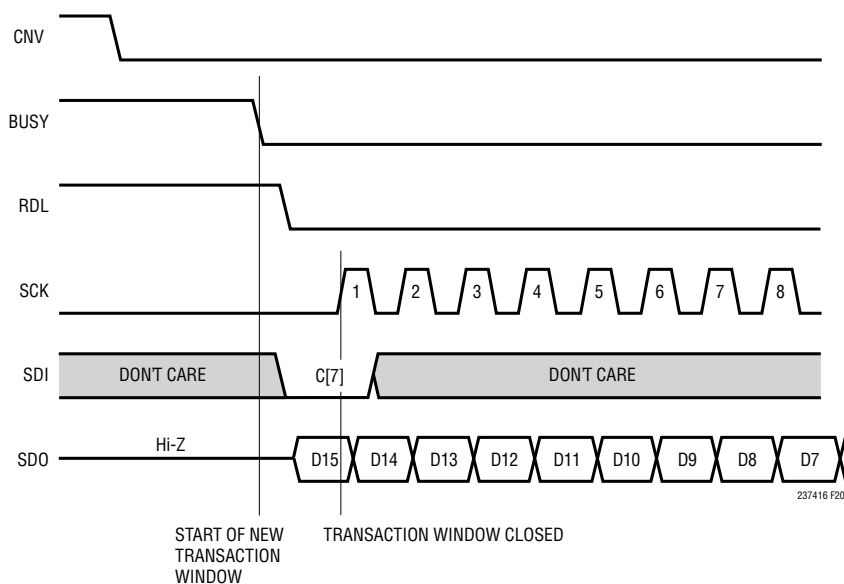 CNV
BUSY
RDL
SCK
1 2 3 4 5 6 7 8
SDI
DON'T CARE
C[7]
DON'T CARE
SDO
Hi-Z
D15 D14 D13 D12 D11 D10 D9 D8 D7
237416 F20
START OF NEW
TRANSACTION
WINDOW
TRANSACTION WINDOW CLOSED